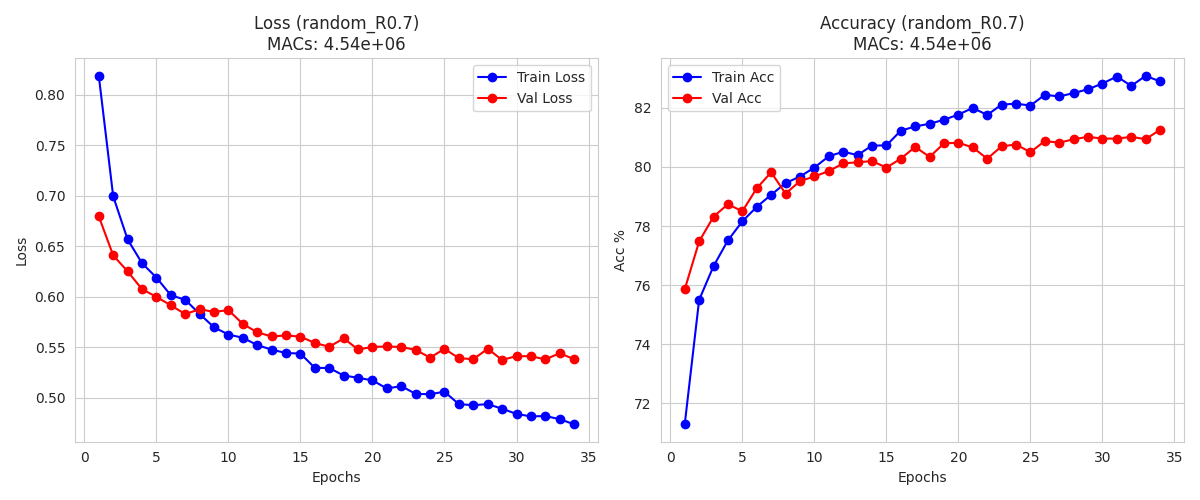 Loss (random_R0.7)
MACs: 4.54e+06
Train Loss
Val Loss
0.80
0.75
0.70
0.65
0.60
0.55
0.50
Loss
0 5 10 15 20 25 30 35
Epochs
Accuracy (random_R0.7)
MACs: 4.54e+06
Train Acc
Val Acc
82
80
78
76
74
72
Acc %
0 5 10 15 20 25 30 35
Epochs